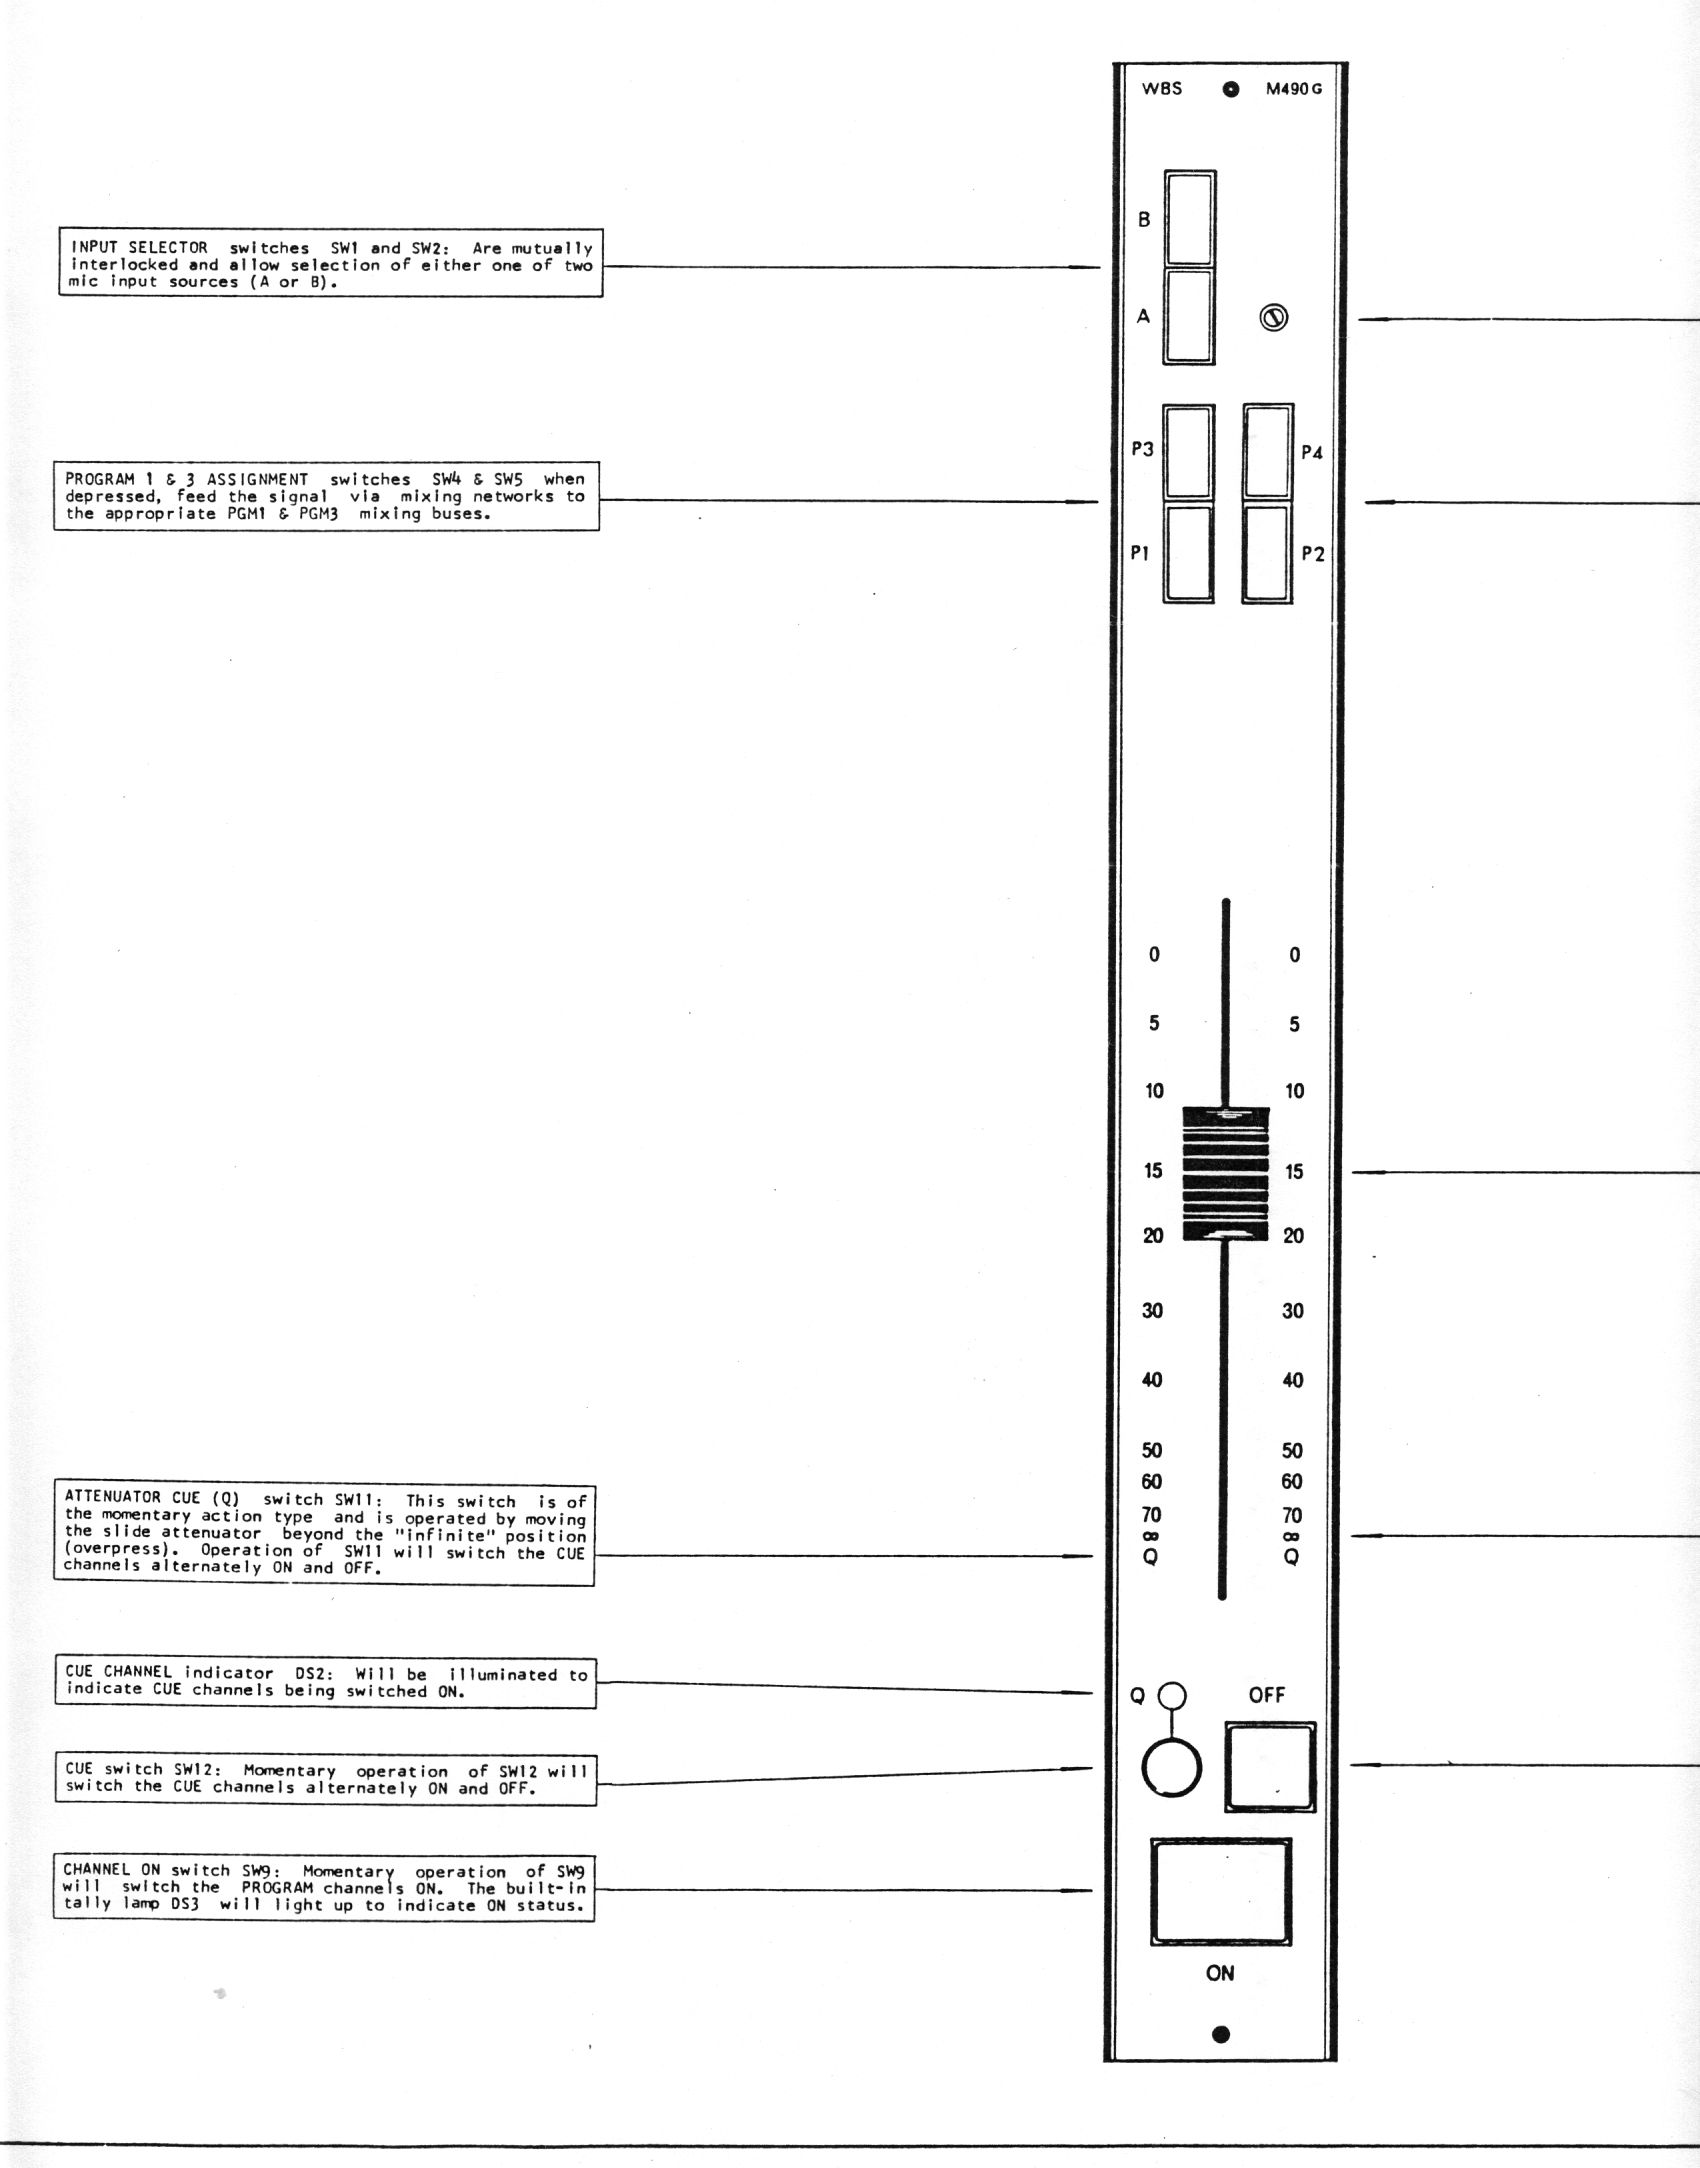 WBS M490G
B
INPUT SELECTOR switches SW1 and SW2: Are mutually
interlocked and allow selection of either one of two
mic input sources (A or B).
A
P3 P4
PROGRAM 1 & 3 ASSIGNMENT switches SW4 & SW5 when
depressed, feed the signal via mixing networks to
the appropriate PGM1 & PGM3 mixing buses.
P1 P2
0 0
5 5
10 10
15 15
20 20
30 30
40 40
50 50
60 60
70 70
∞ ∞
Q Q
ATTENUATOR CUE (Q) switch SW11: This switch is of
the momentary action type and is operated by moving
the slide attenuator beyond the "infinite" position
(overpress). Operation of SW11 will switch the CUE
channels alternately ON and OFF.
CUE CHANNEL indicator DS2: Will be illuminated to
indicate CUE channels being switched ON.
Q OFF
CUE switch SW12: Momentary operation of SW12 will
switch the CUE channels alternately ON and OFF.
CHANNEL ON switch SW9: Momentary operation of SW9
will switch the PROGRAM channels ON. The built-in
tally lamp DS3 will light up to indicate ON status.
ON